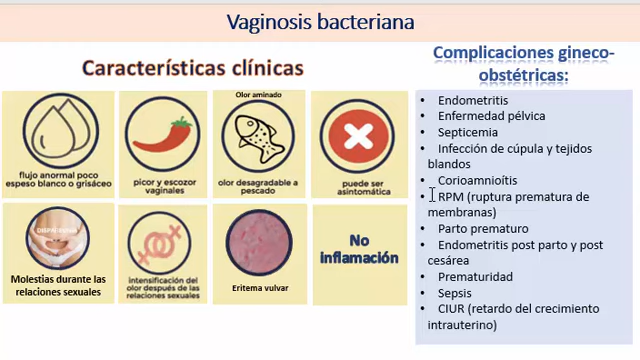 Vaginosis bacteriana
Características clínicas
flujo anormal poco
espeso blanco o grisáceo
picor y escozor
vaginales
Olor aminado
olor desagradable a
pescado
puede ser
asintomática
DISPAREUNIA
Molestias durante las
relaciones sexuales
intensificación del
olor después de las
relaciones sexuales
Eritema vulvar
No
inflamación
Complicaciones gineco-
obstétricas:
• Endometritis
• Enfermedad pélvica
• Septicemia
• Infección de cúpula y tejidos
blandos
• Corioamnioítis
• RPM (ruptura prematura de
membranas)
• Parto prematuro
• Endometritis post parto y post
cesárea
• Prematuridad
• Sepsis
• CIUR (retardo del crecimiento
intrauterino)